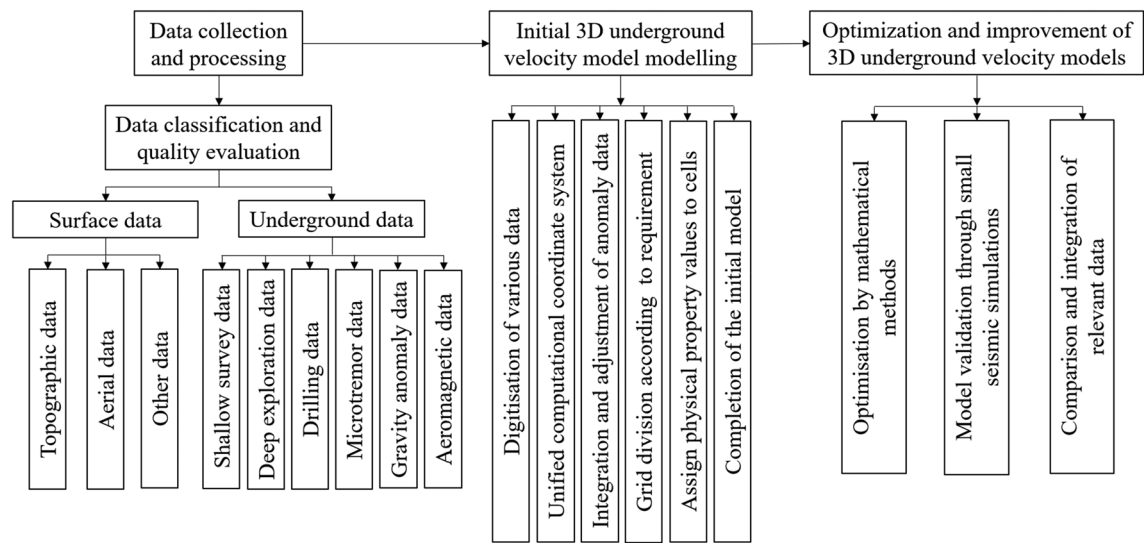 Data collection
and processing
Initial 3D underground
velocity model modelling
Optimization and improvement of
3D underground velocity models
Data classification and
quality evaluation
Surface data
Underground data
Topographic data
Aerial data
Other data
Shallow survey data
Deep exploration data
Drilling data
Microtremor data
Gravity anomaly data
Aeromagnetic data
Digitisation of various data
Unified computational coordinate system
Integration and adjustment of anomaly data
Grid division according to requirement
Assign physical property values to cells
Completion of the initial model
Optimisation by mathematical
methods
Model validation through small
seismic simulations
Comparison and integration of
relevant data